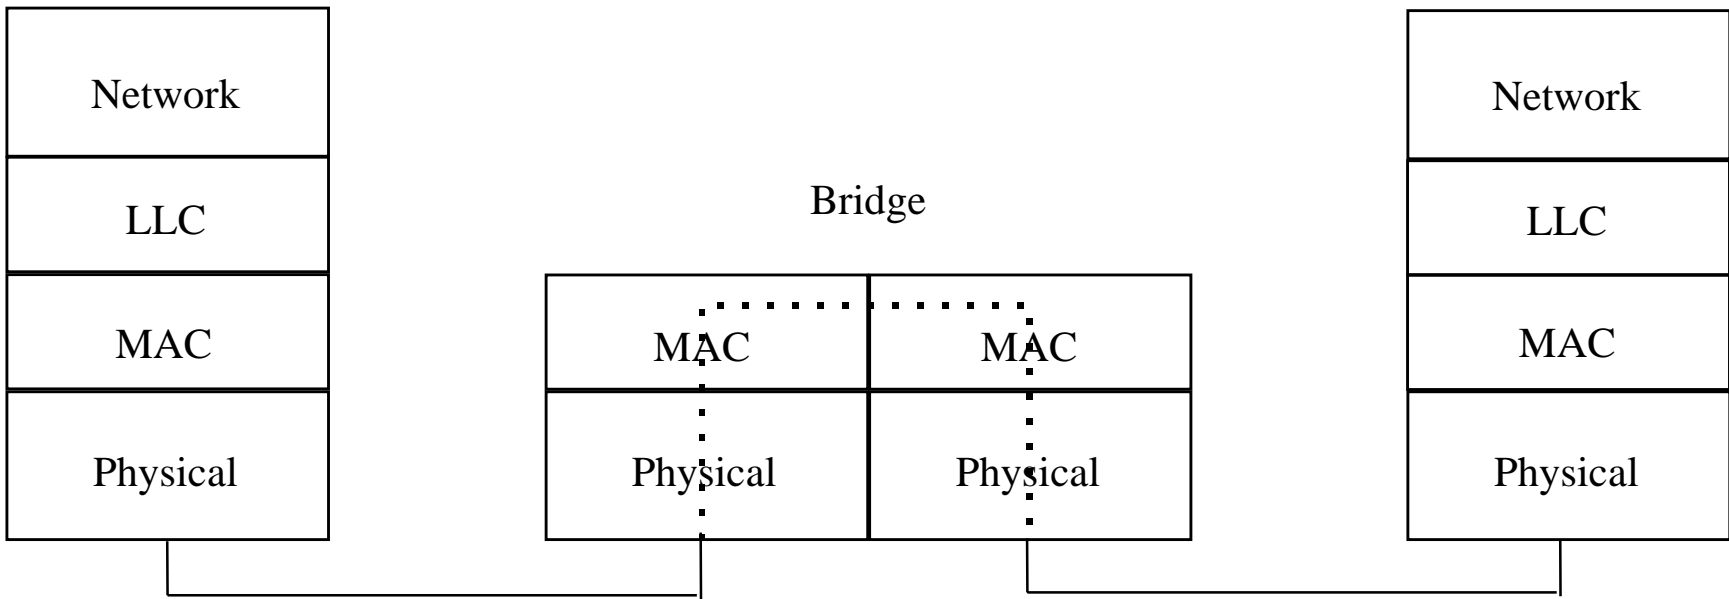 Network
LLC
MAC
Physical
Bridge
MAC
MAC
Physical
Physical
Network
LLC
MAC
Physical